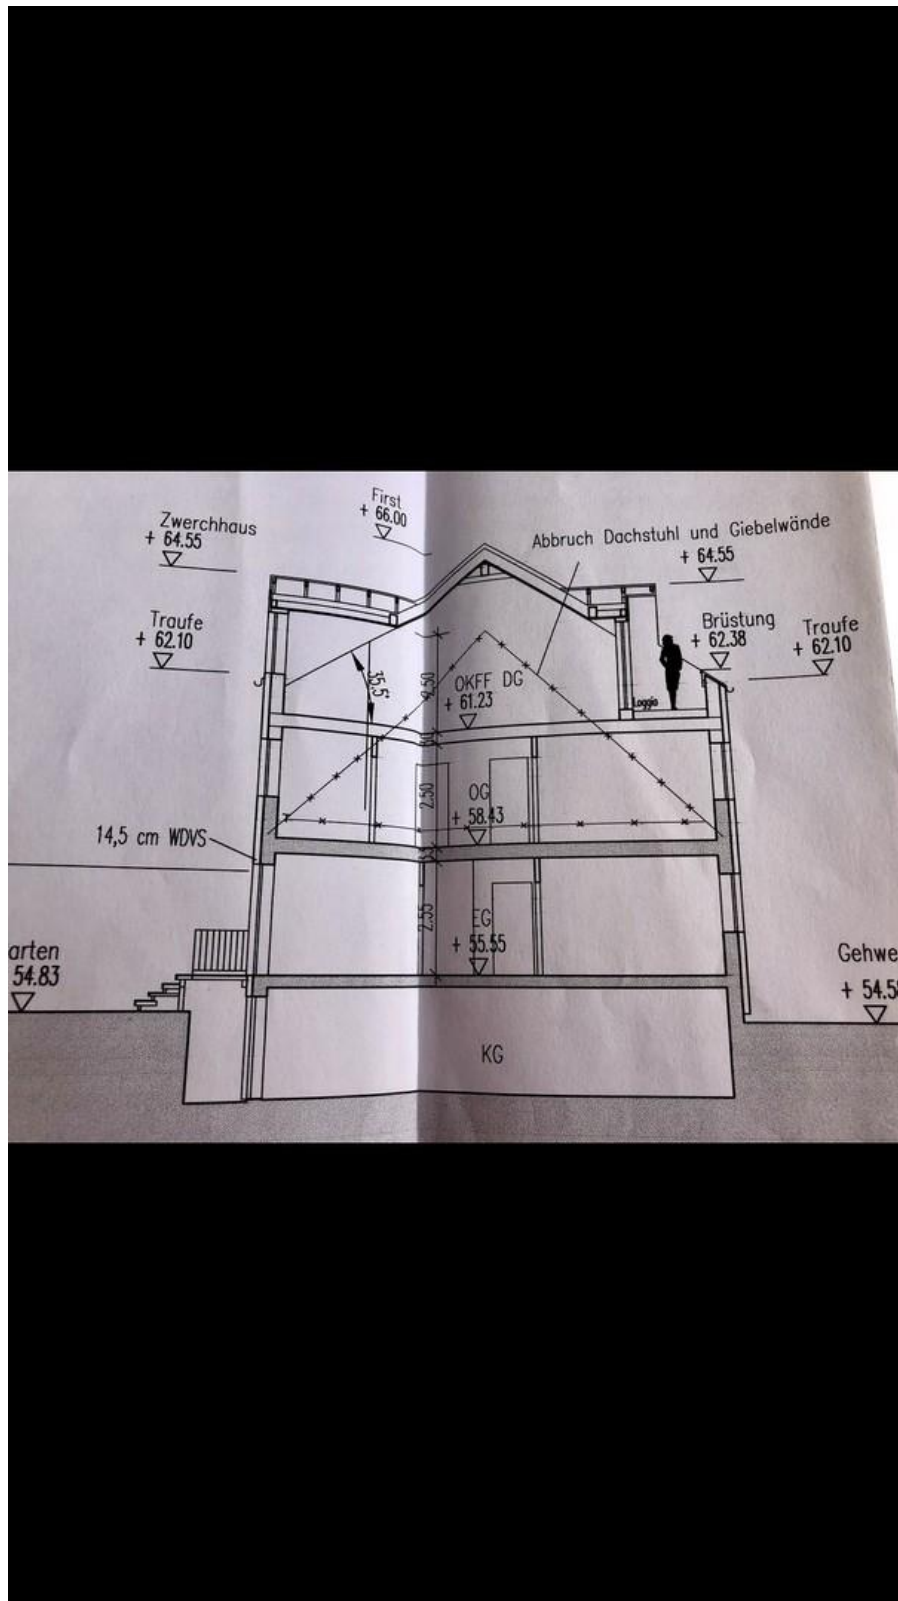 First
+ 66.00
Zwerchhaus
+ 64.55
Abbruch Dachstuhl und Giebelwände
+ 64.55
Traufe
+ 62.10
Brüstung
+ 62.38
Traufe
+ 62.10
35.5°
2.50
OKFF DG
+ 61.23
Loggia
2.50
OG
+ 58.43
14,5 cm WDVS
2.55
EG
+ 55.55
arten
54.83
Gehwe
+ 54.5
KG